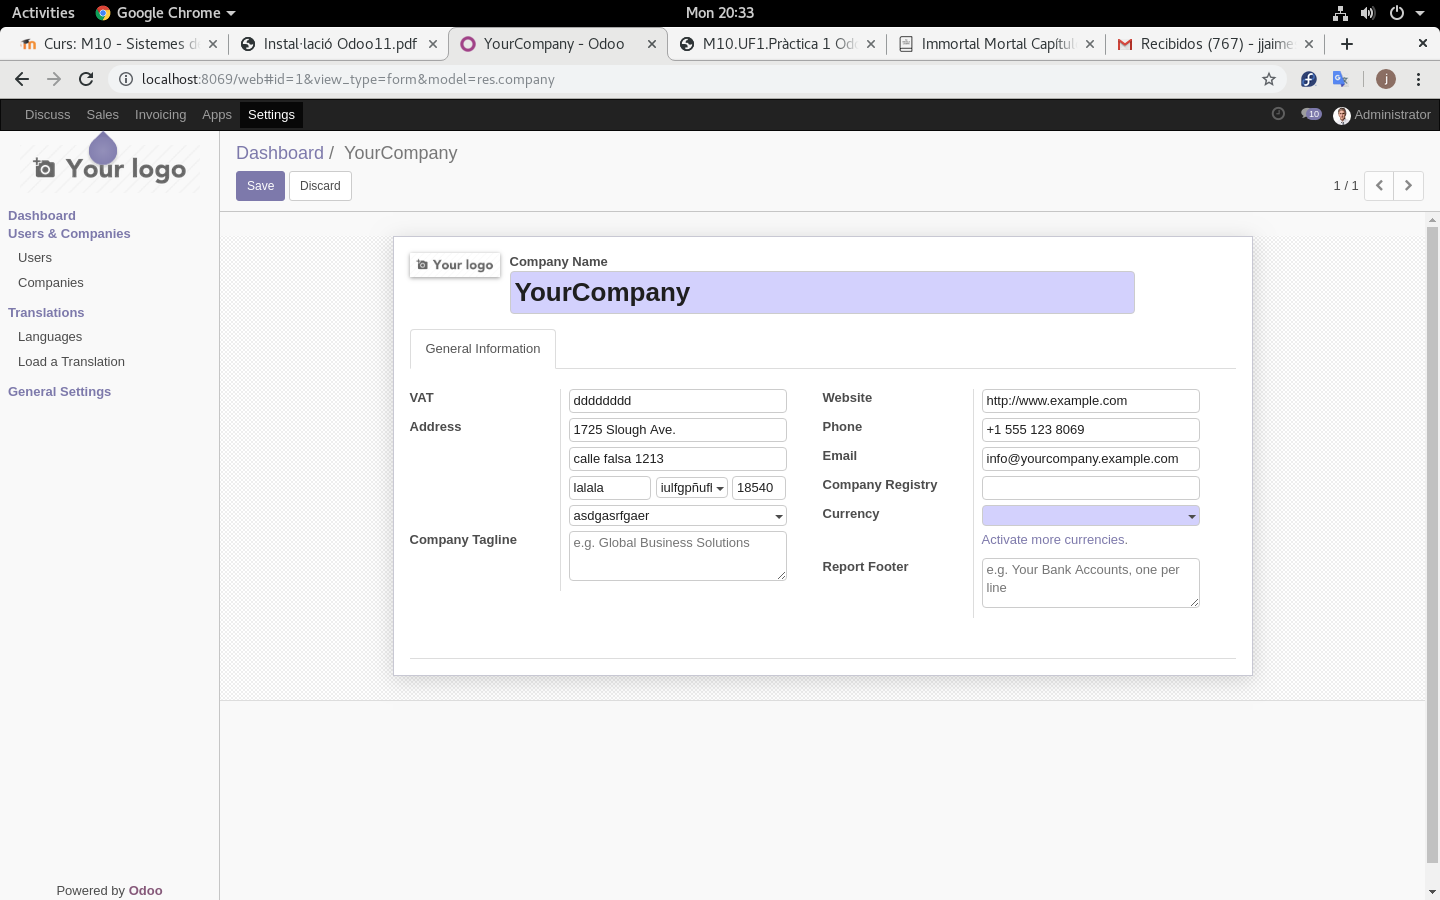 Activities Google Chrome Mon 20:33
Curs: M10 - Sistemes d Instal·lació Odoo11.pdf YourCompany - Odoo M10.UF1.Pràctica 1 Od Immortal Mortal Capítul Recibidos (767) - jjaime
localhost:8069/web#id=1&view_type=form&model=res.company j
Discuss Sales Invoicing Apps Settings 10 Administrator
Your logo
Dashboard / YourCompany
Save Discard 1 / 1
Dashboard
Users & Companies
Users
Companies
Translations
Languages
Load a Translation
General Settings
Powered by Odoo
Your logo
Company Name
YourCompany
General Information
VAT dddddddd
Address 1725 Slough Ave.
calle falsa 1213
lalala iulfgpñufl 18540
asdgasrfgaer
Company Tagline e.g. Global Business Solutions
Website http://www.example.com
Phone +1 555 123 8069
Email info@yourcompany.example.com
Company Registry
Currency
Activate more currencies.
Report Footer e.g. Your Bank Accounts, one per
line